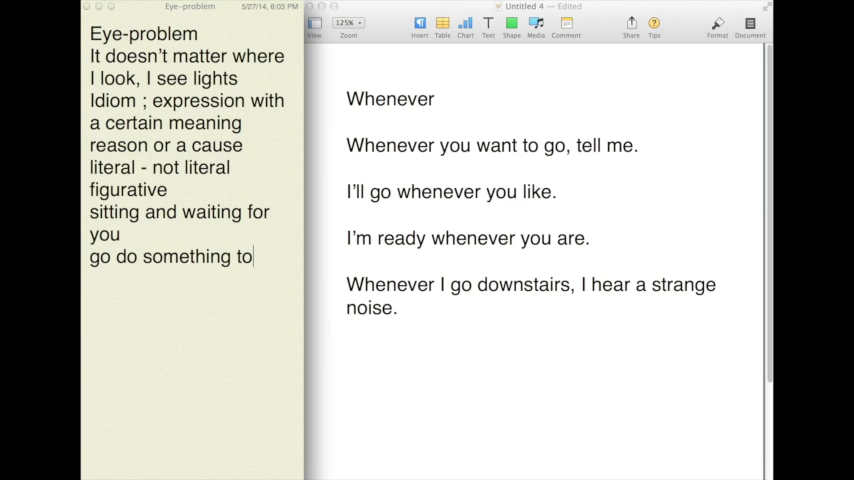 Eye-problem
5/27/14, 6:03 PM
Eye-problem
It doesn't matter where
I look, I see lights
Idiom ; expression with
a certain meaning
reason or a cause
literal - not literal
figurative
sitting and waiting for
you
go do something to
Untitled 4 — Edited
125%
View
Zoom
Insert
Table
Chart
Text
Shape
Media
Comment
Share
Tips
Format
Document
Whenever
Whenever you want to go, tell me.
I'll go whenever you like.
I'm ready whenever you are.
Whenever I go downstairs, I hear a strange
noise.